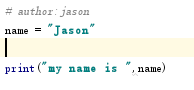 # author:jason
name = "Jason"
print("my name is ",name)